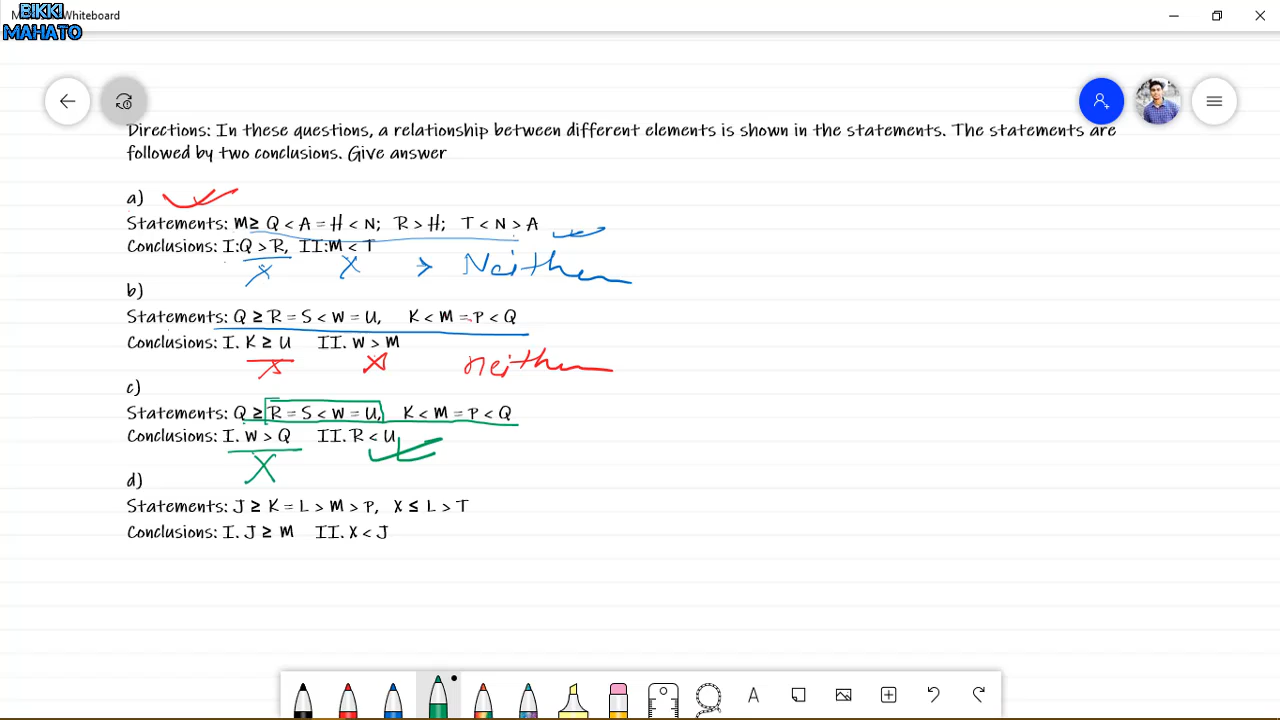 Whiteboard
BIKKI
MAHATO
Directions: In these questions, a relationship between different elements is shown in the statements. The statements are
followed by two conclusions. Give answer
a)
Statements: M≥ Q < A = H < N; R > H; T < N > A
Conclusions: I:Q > R, II:M < T
x x > Neither
b)
Statements: Q ≥ R = S < W = U, K < M = P < Q
Conclusions: I. K ≥ U II. W > M
x x neither
c)
Statements: Q ≥ R = S < W = U, K < M = P < Q
Conclusions: I. W > Q II. R < U
X
d)
Statements: J ≥ K = L > M > P, X ≤ L > T
Conclusions: I. J ≥ M II. X < J
A